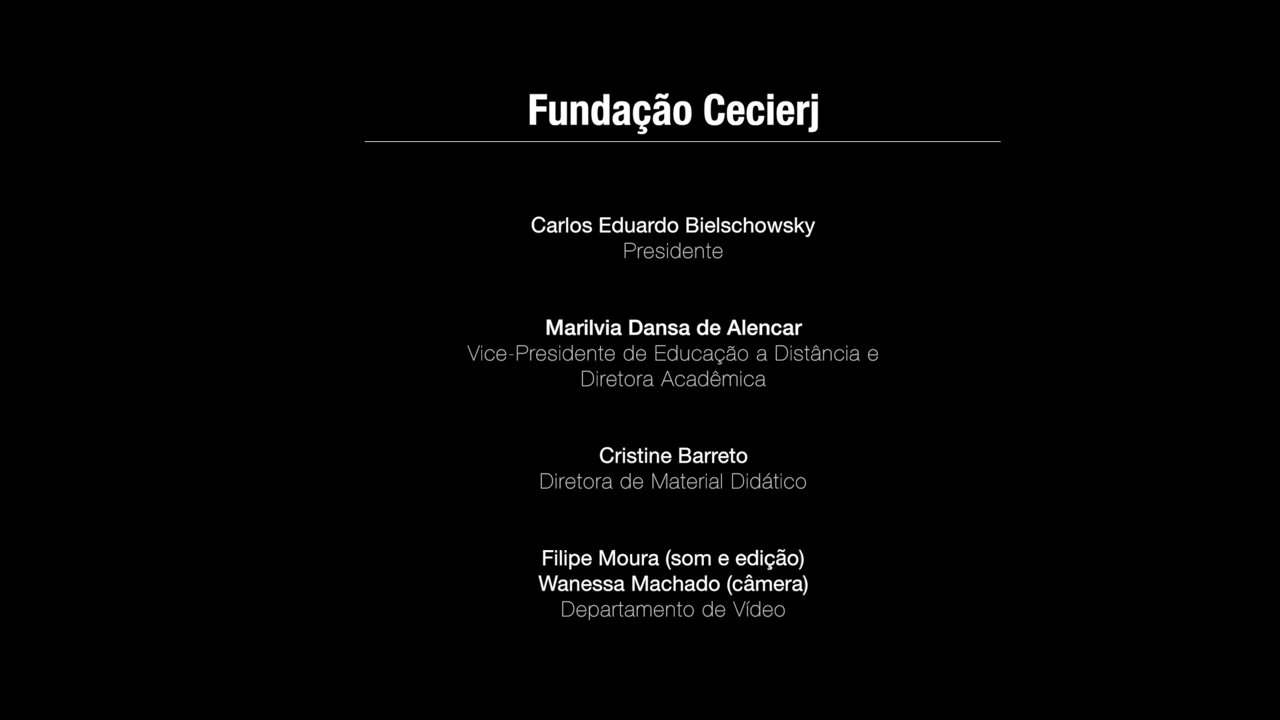 Fundação Cecierj
Carlos Eduardo Bielschowsky
Presidente
Marilvia Dansa de Alencar
Vice-Presidente de Educação a Distância e
Diretora Acadêmica
Cristine Barreto
Diretora de Material Didático
Filipe Moura (som e edição)
Wanessa Machado (câmera)
Departamento de Vídeo